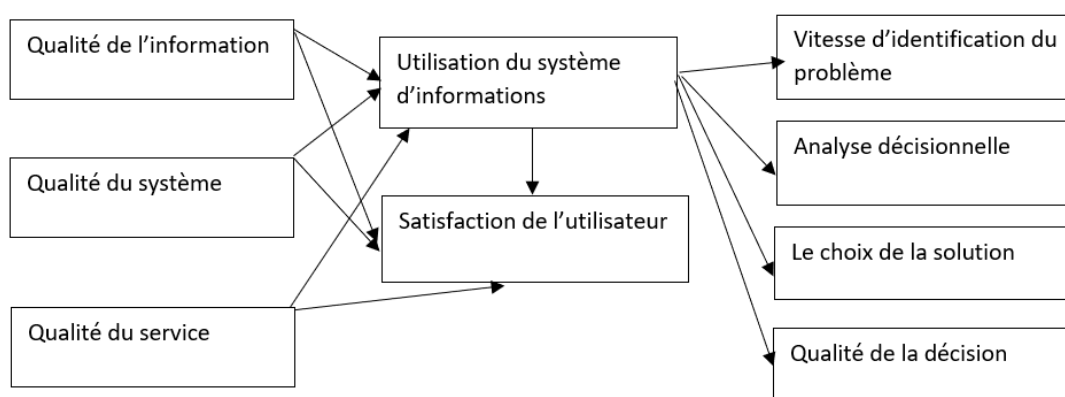 Qualité de l’information
Utilisation du système
d’informations
Vitesse d’identification du
problème
Analyse décisionnelle
Qualité du système
Satisfaction de l’utilisateur
Le choix de la solution
Qualité du service
Qualité de la décision